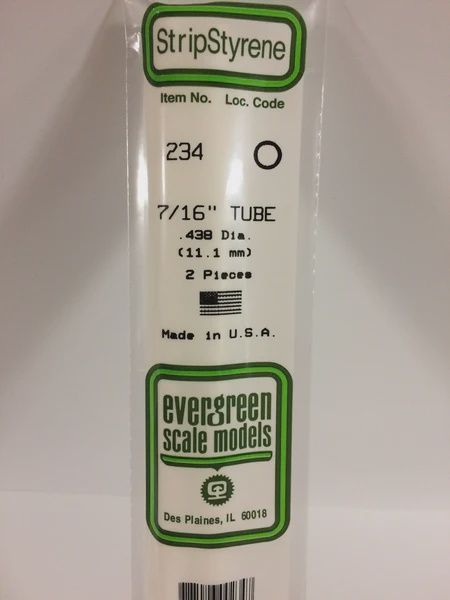 StripStyrene
Item No. Loc. Code
234
7/16" TUBE
.438 Dia.
(11.1 mm)
2 Pieces
Made in U.S.A.
evergreen
scale models
Des Plaines, IL 60018